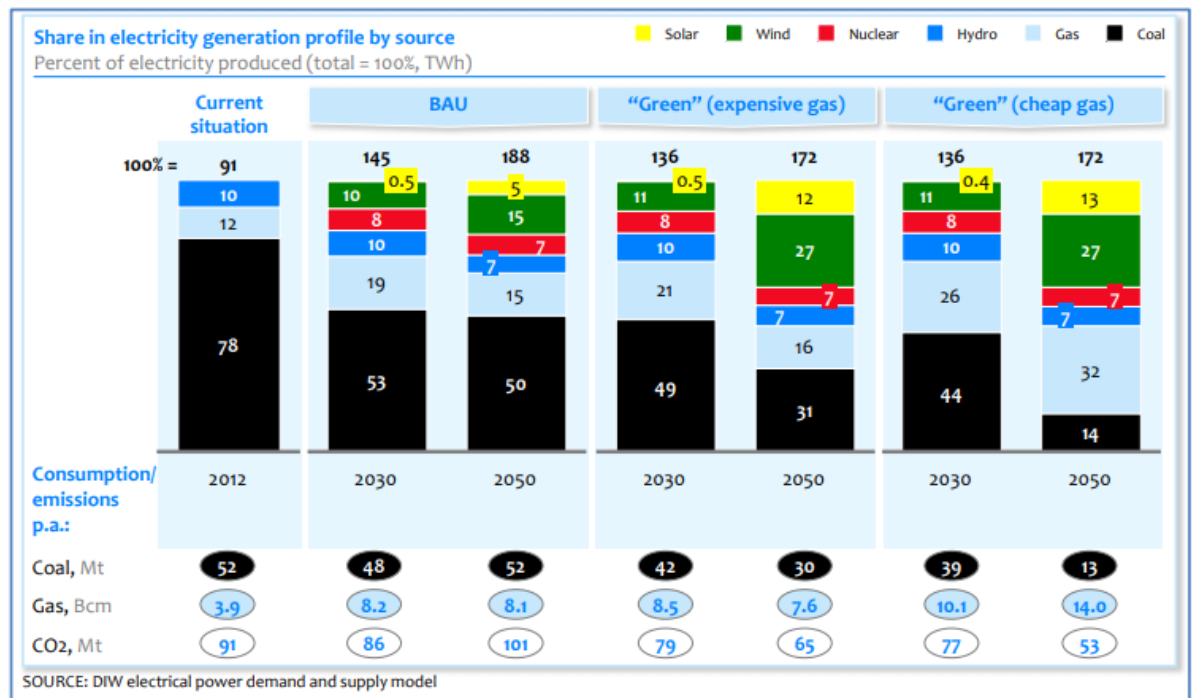 Share in electricity generation profile by source
Percent of electricity produced (total = 100%, TWh)
Solar Wind Nuclear Hydro Gas Coal
Current situation
BAU
“Green” (expensive gas)
“Green” (cheap gas)
100% = 91 145 188 136 172 136 172
10
12
78
0.5
10
8
10
19
53
5
15
7
7
15
50
0.5
11
8
10
21
49
12
27
7
7
16
31
0.4
11
8
10
26
44
13
27
7
7
32
14
2012 2030 2050 2030 2050 2030 2050
Consumption/
emissions
p.a.:
Coal, Mt 52 48 52 42 30 39 13
Gas, Bcm 3.9 8.2 8.1 8.5 7.6 10.1 14.0
CO2, Mt 91 86 101 79 65 77 53
SOURCE: DIW electrical power demand and supply model